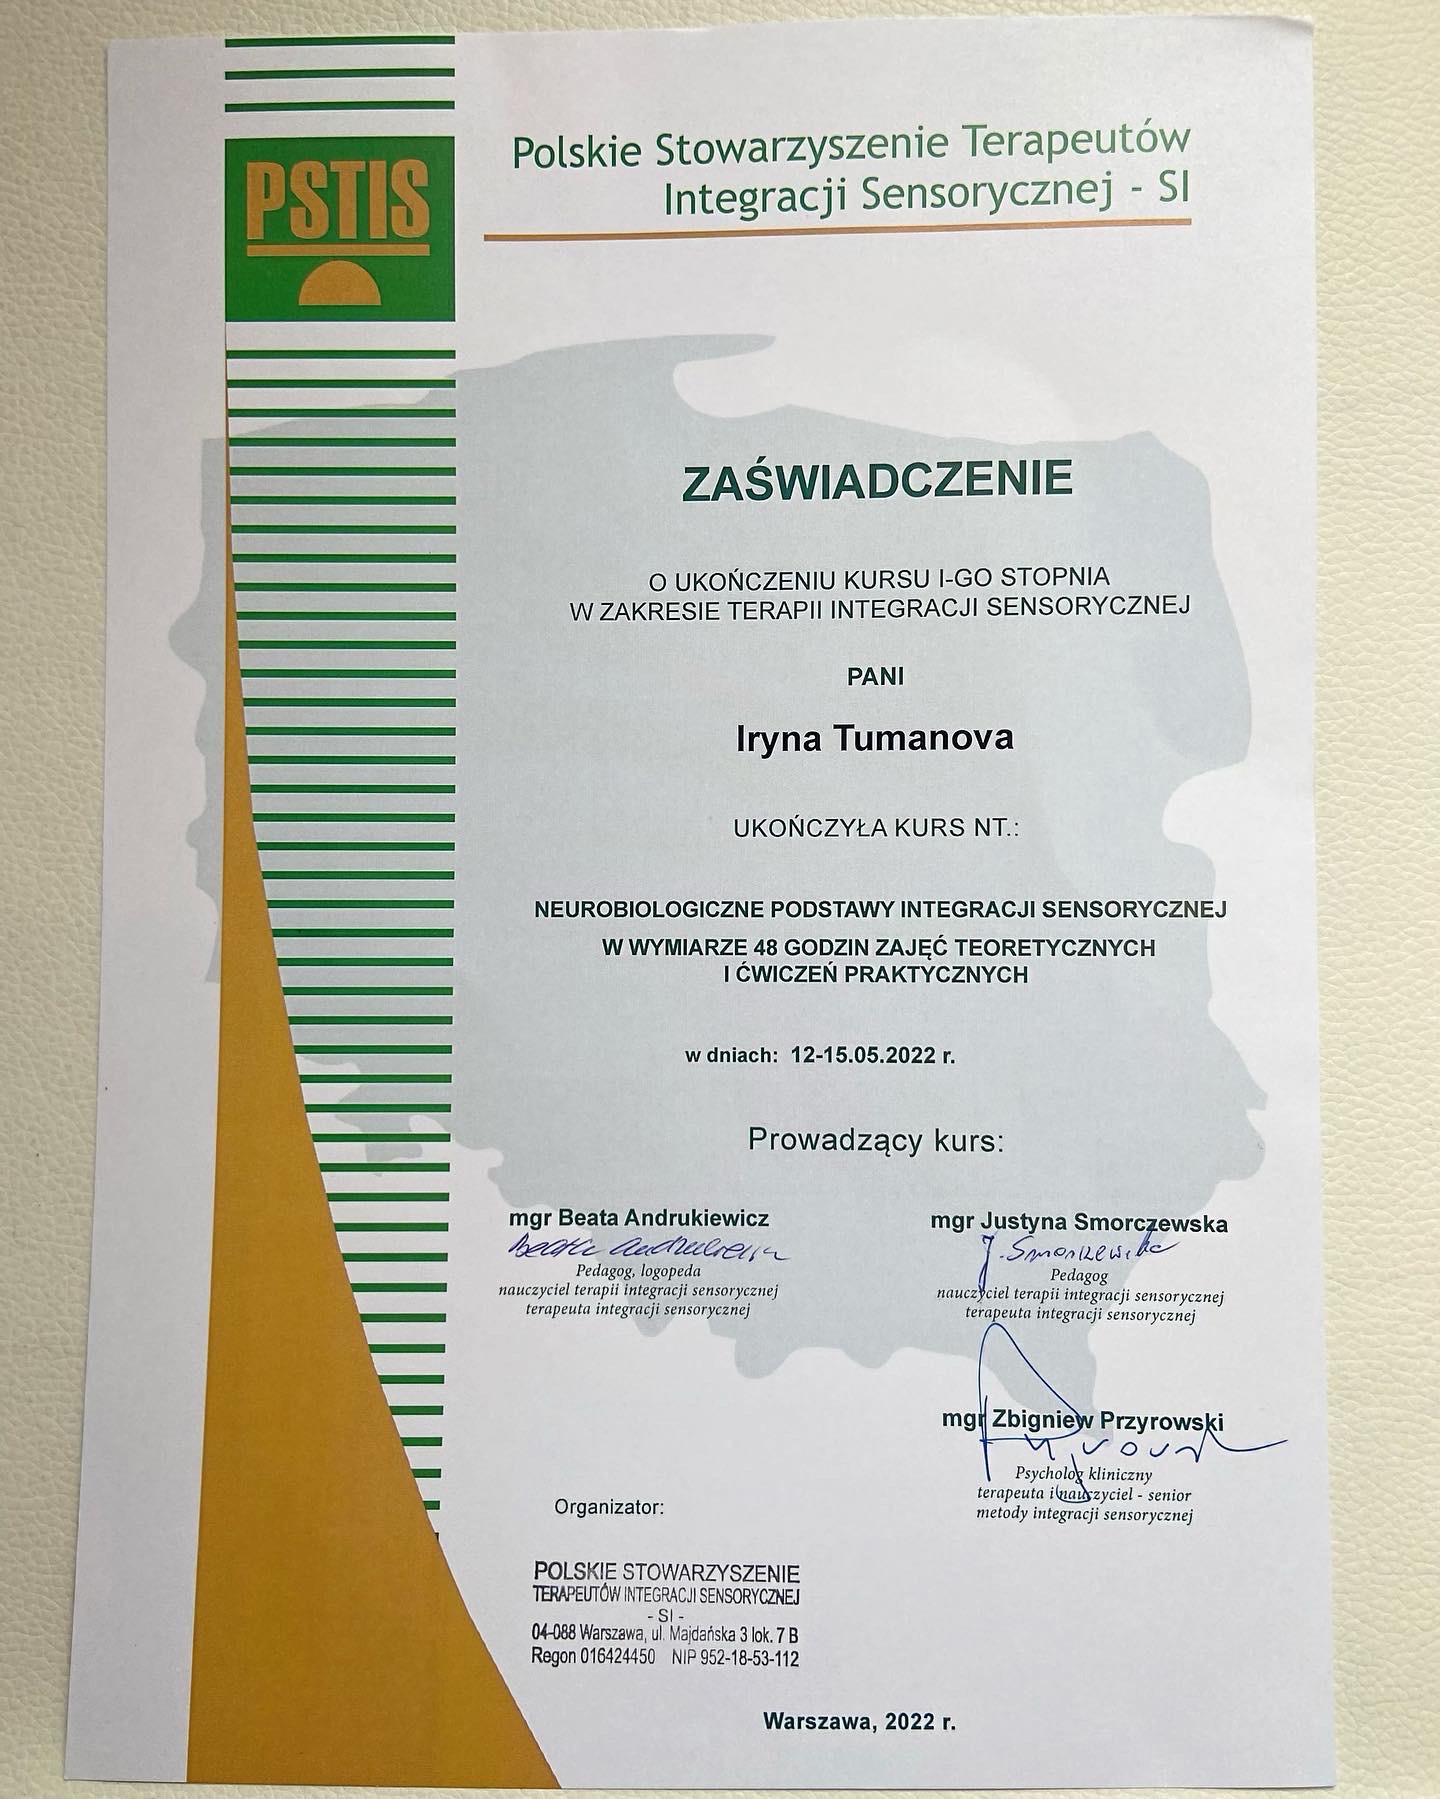 PSTIS
Polskie Stowarzyszenie Terapeutów
Integracji Sensorycznej - SI
ZAŚWIADCZENIE
O UKOŃCZENIU KURSU I-GO STOPNIA
W ZAKRESIE TERAPII INTEGRACJI SENSORYCZNEJ
PANI
Iryna Tumanova
UKOŃCZYŁA KURS NT.:
NEUROBIOLOGICZNE PODSTAWY INTEGRACJI SENSORYCZNEJ
W WYMIARZE 48 GODZIN ZAJĘĆ TEORETYCZNYCH
I ĆWICZEŃ PRAKTYCZNYCH
w dniach: 12-15.05.2022 r.
Prowadzący kurs:
mgr Beata Andrukiewicz
Pedagog, logopeda
nauczyciel terapii integracji sensorycznej
terapeuta integracji sensorycznej
mgr Justyna Smorczewska
J. Smorczewska
Pedagog
nauczyciel terapii integracji sensorycznej
terapeuta integracji sensorycznej
mgr Zbigniew Przyrowski
Psycholog kliniczny
terapeuta i nauczyciel - senior
metody integracji sensorycznej
Organizator:
POLSKIE STOWARZYSZENIE
TERAPEUTÓW INTEGRACJI SENSORYCZNEJ
- SI -
04-088 Warszawa, ul. Majdańska 3 lok. 7 B
Regon 016424450 NIP 952-18-53-112
Warszawa, 2022 r.